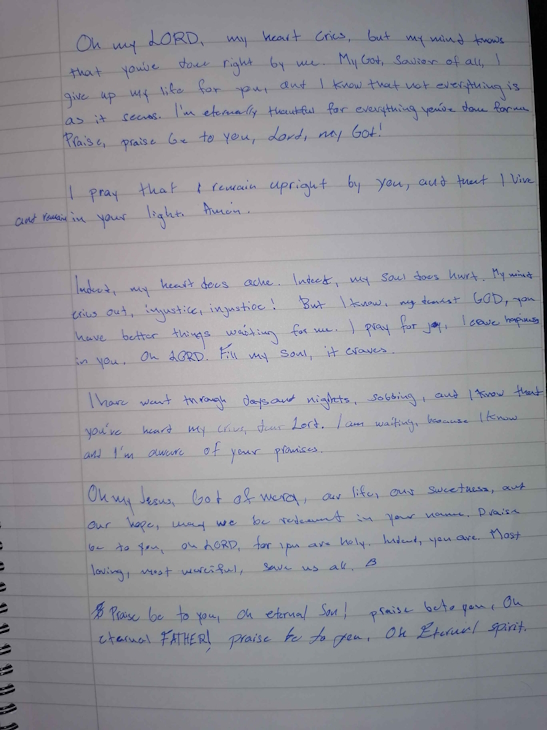 Oh my LORD, my heart cries, but my mind knows
that you've done right by me. My God, Savior of all, I
give up my life for you, and I know that not everything is
as it seems. I'm eternally thankful for everything you've done for me
Praise, praise be to you, Lord, my God!
I pray that I remain upright by you, and that I live
and remain in your light. Amen.
Indeed, my heart does ache. Indeed, my soul does hurt. My mind
cries out, injustice, injustice! But I know, my dearest GOD, you
have better things waiting for me. I pray for joy, I crave happiness
in you, Oh LORD. Fill my soul, it craves.
I have went through days and nights, sobbing, and I know that
you've heard my cries, dear Lord. I am waiting, because I know
and I'm aware of your promises.
Oh my Jesus, God of mercy, our life, our sweetness, and
our hope, may we be redeemed in your name. Praise
be to you, oh LORD, for you are holy. Indeed, you are Most
loving, most merciful, save us all.
Praise be to you, oh eternal Son! praise be to you, Oh
eternal FATHER! praise be to you, Oh Eternal spirit.